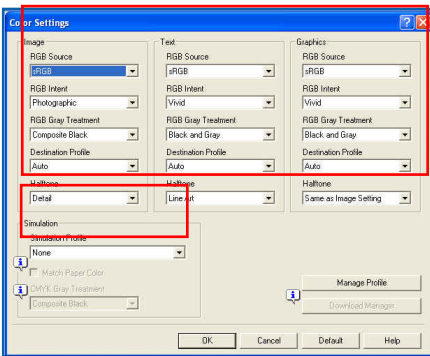 Color Settings
Image Text Graphics
RGB Source RGB Source RGB Source
sRGB sRGB sRGB
RGB Intent RGB Intent RGB Intent
Photographic Vivid Vivid
RGB Gray Treatment RGB Gray Treatment RGB Gray Treatment
Composite Black Black and Gray Black and Gray
Destination Profile Destination Profile Destination Profile
Auto Auto Auto
Halftone Halftone Halftone
Detail Line Art Same as Image Setting
Simulation
Simulation Profile
None
Match Paper Color
CMYK Gray Treatment
Composite Black
Manage Profile
Download Manager
OK Cancel Default Help